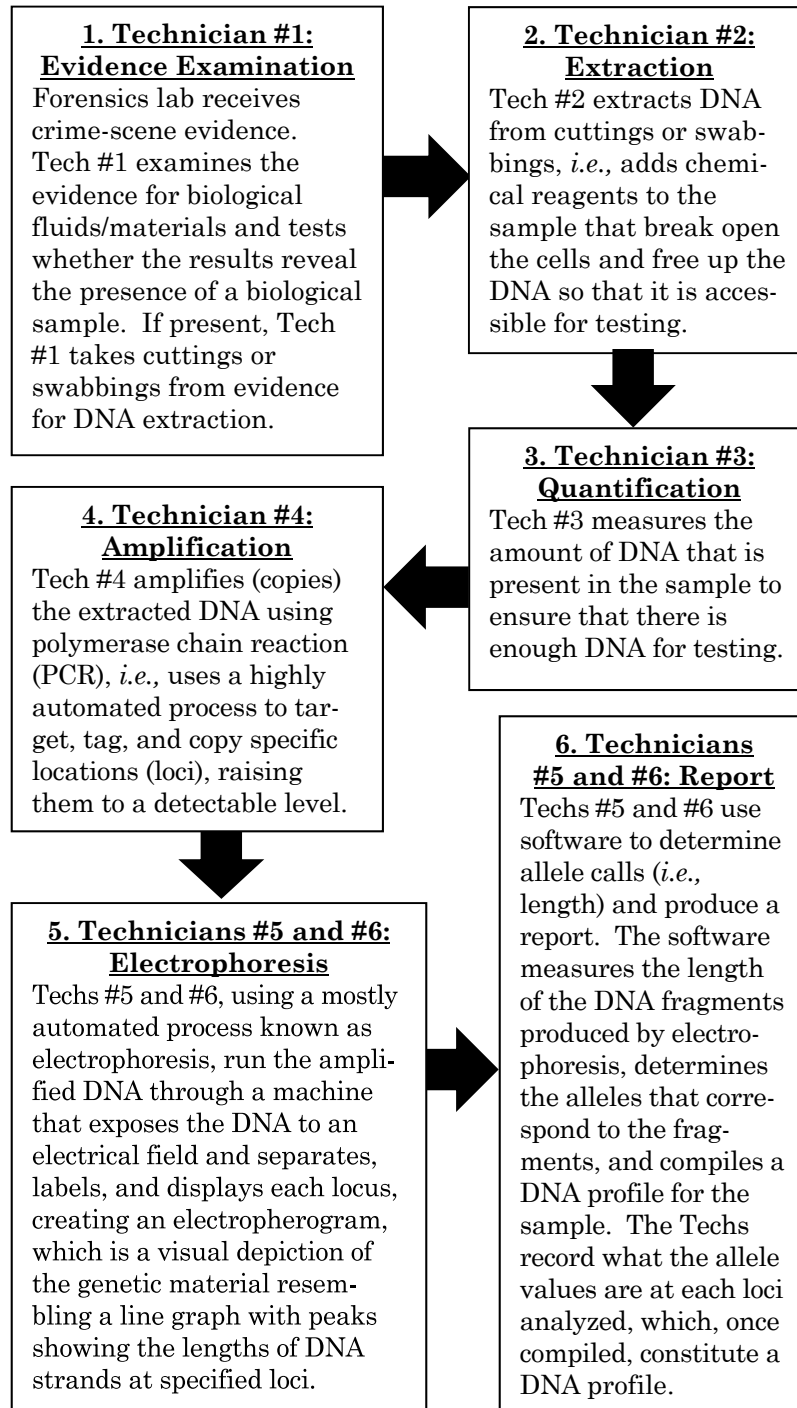 1. Technician #1:
Evidence Examination
Forensics lab receives
crime-scene evidence.
Tech #1 examines the
evidence for biological
fluids/materials and tests
whether the results reveal
the presence of a biological
sample.  If present, Tech
#1 takes cuttings or
swabbings from evidence
for DNA extraction.
2. Technician #2:
Extraction
Tech #2 extracts DNA
from cuttings or swab-
bings, i.e., adds chemi-
cal reagents to the
sample that break open
the cells and free up the
DNA so that it is acces-
sible for testing.
3. Technician #3:
Quantification
Tech #3 measures the
amount of DNA that is
present in the sample to
ensure that there is
enough DNA for testing.
4. Technician #4:
Amplification
Tech #4 amplifies (copies)
the extracted DNA using
polymerase chain reaction
(PCR), i.e., uses a highly
automated process to tar-
get, tag, and copy specific
locations (loci), raising
them to a detectable level.
5. Technicians #5 and #6:
Electrophoresis
Techs #5 and #6, using a mostly
automated process known as
electrophoresis, run the ampli-
fied DNA through a machine
that exposes the DNA to an
electrical field and separates,
labels, and displays each locus,
creating an electropherogram,
which is a visual depiction of
the genetic material resem-
bling a line graph with peaks
showing the lengths of DNA
strands at specified loci.
6. Technicians
#5 and #6: Report
Techs #5 and #6 use
software to determine
allele calls (i.e.,
length) and produce a
report.  The software
measures the length
of the DNA fragments
produced by electro-
phoresis, determines
the alleles that corre-
spond to the frag-
ments, and compiles a
DNA profile for the
sample.  The Techs
record what the allele
values are at each loci
analyzed, which, once
compiled, constitute a
DNA profile.